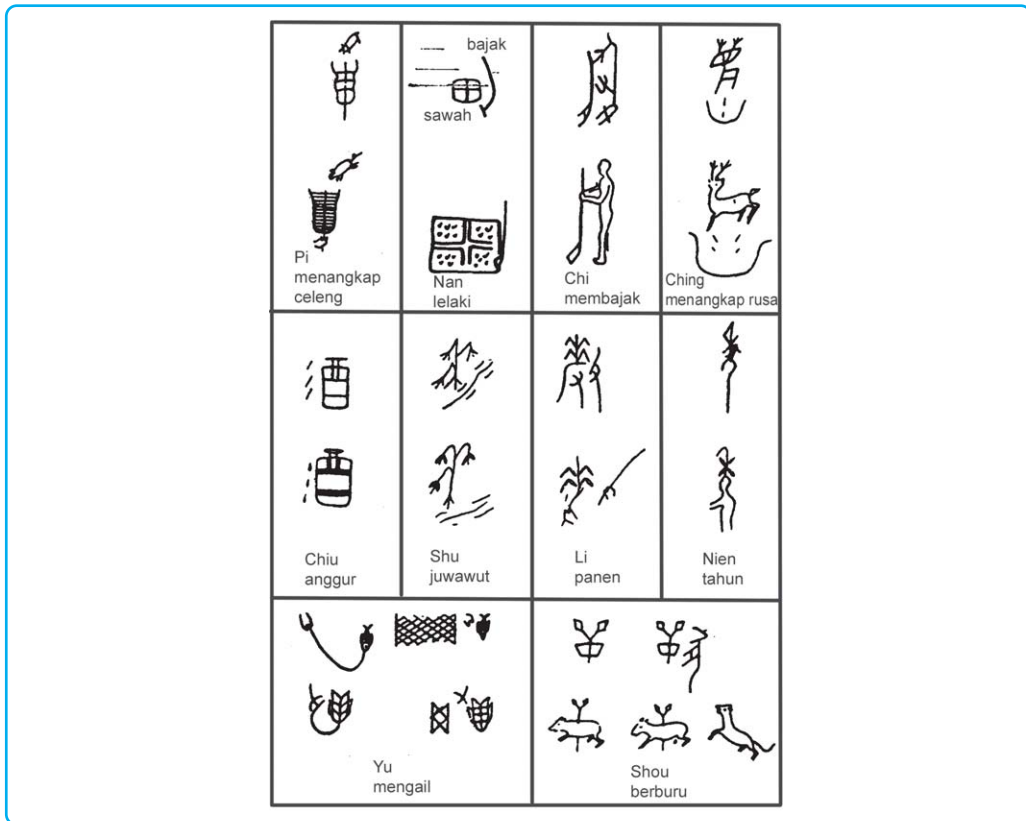 bajak
sawah
Pi
menangkap
celeng
Nan
lelaki
Chi
membajak
Ching
menangkap rusa
Chiu
anggur
Shu
juwawut
Li
panen
Nien
tahun
Yu
mengail
Shou
berburu